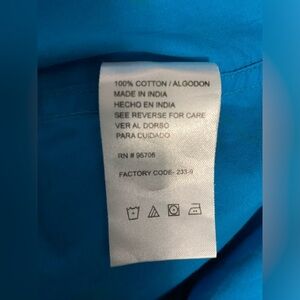 100% COTTON / ALGODON
MADE IN INDIA
HECHO EN INDIA
SEE REVERSE FOR CARE
VER AL DORSO
PARA CUIDADO
RN # 95706
FACTORY CODE- 233-9